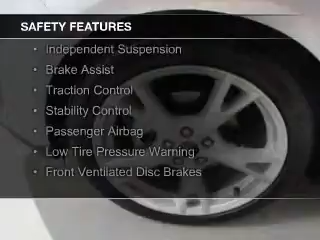 SAFETY FEATURES
• Independent Suspension
• Brake Assist
• Traction Control
• Stability Control
• Passenger Airbag
• Low Tire Pressure Warning
• Front Ventilated Disc Brakes